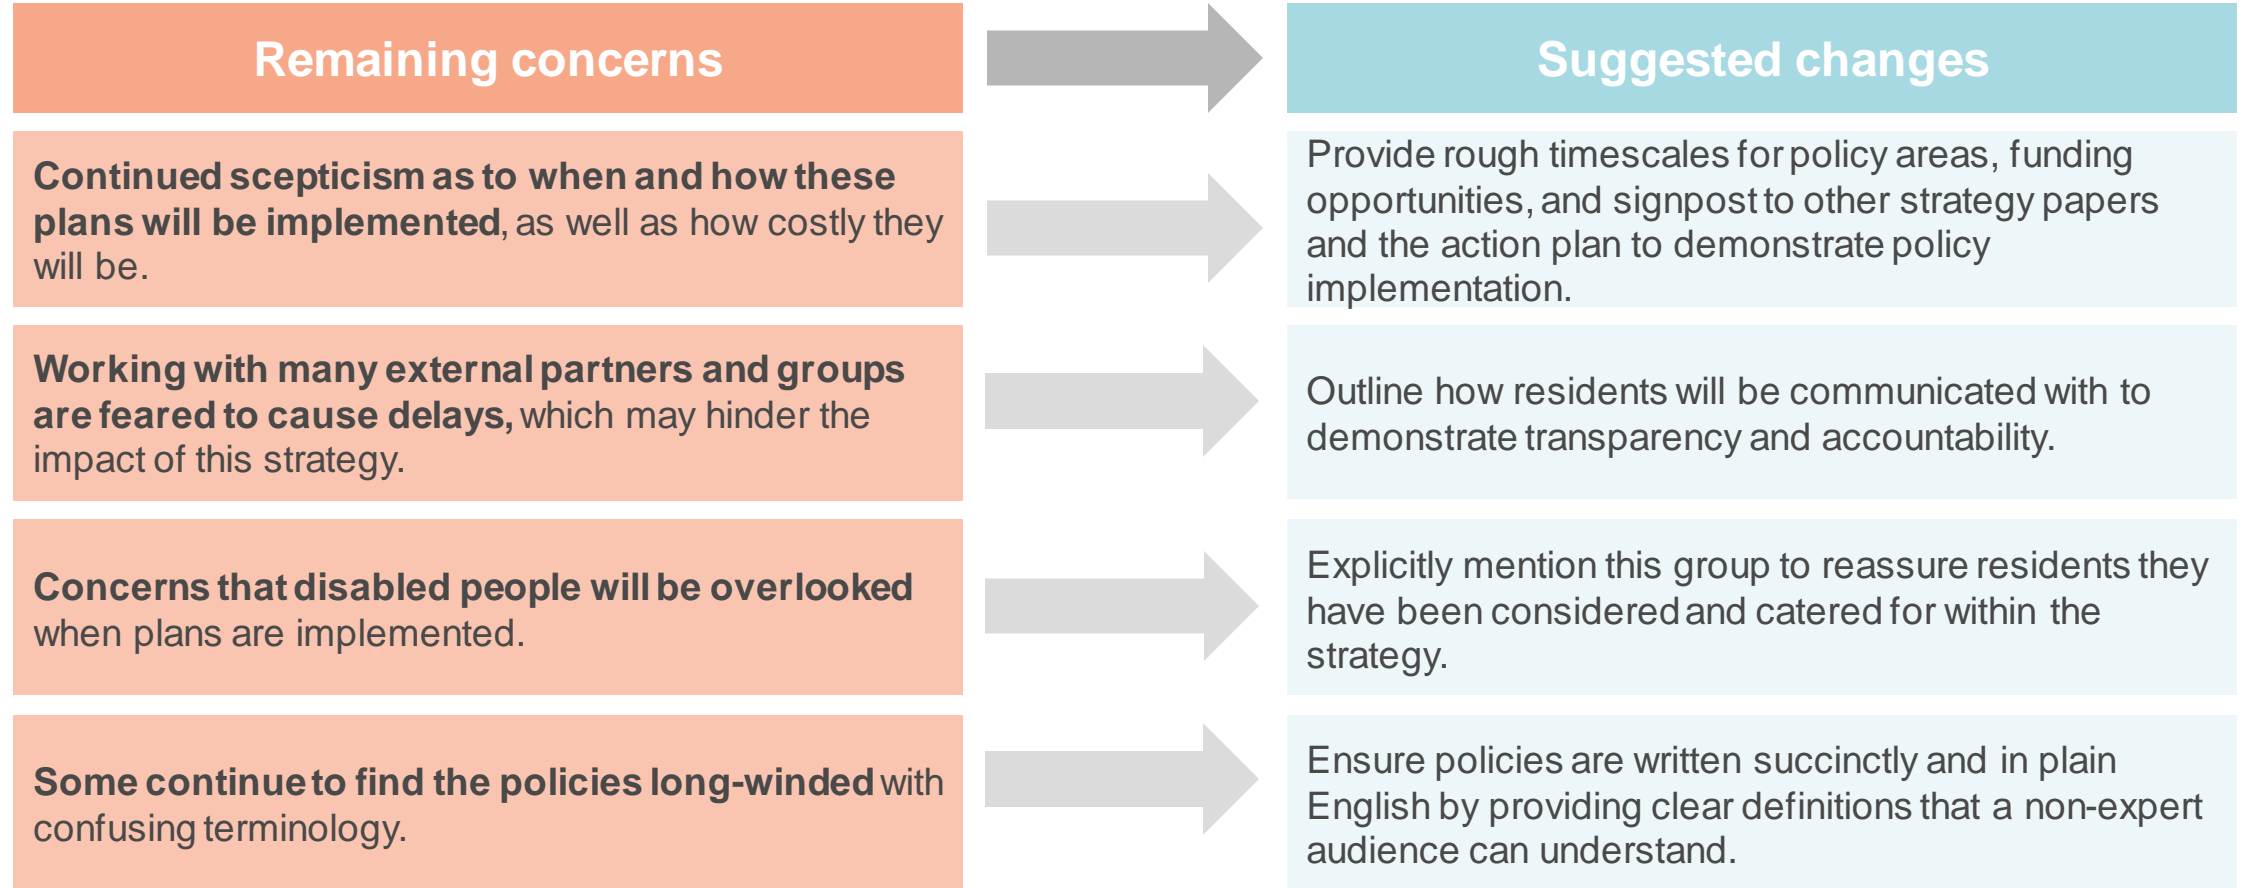 Remaining concerns
Suggested changes
Continued scepticism as to when and how these
plans will be implemented, as well as how costly they
will be.
Provide rough timescales for policy areas, funding
opportunities, and signpost to other strategy papers
and the action plan to demonstrate policy
implementation.
Working with many external partners and groups
are feared to cause delays, which may hinder the
impact of this strategy.
Outline how residents will be communicated with to
demonstrate transparency and accountability.
Concerns that disabled people will be overlooked
when plans are implemented.
Explicitly mention this group to reassure residents they
have been considered and catered for within the
strategy.
Some continue to find the policies long-winded with
confusing terminology.
Ensure policies are written succinctly and in plain
English by providing clear definitions that a non-expert
audience can understand.